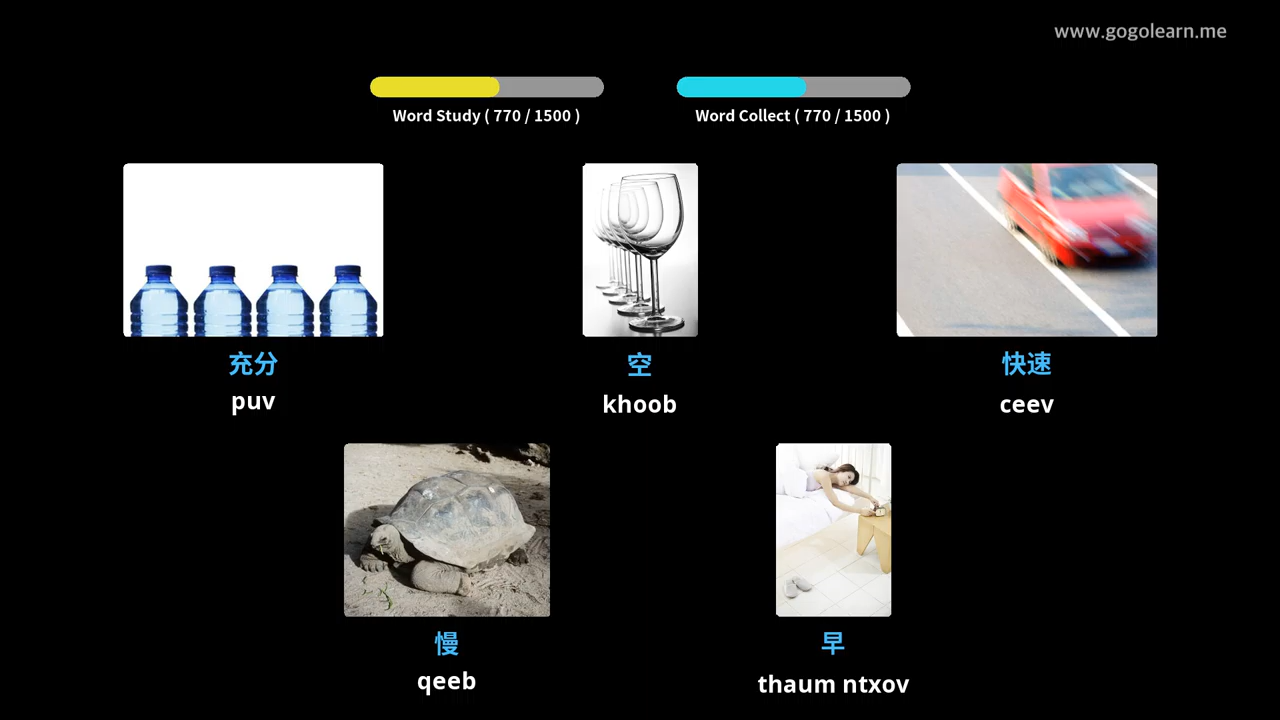 www.gogolearn.me
Word Study ( 770 / 1500 )
Word Collect ( 770 / 1500 )
充分
puv
空
khoob
快速
ceev
慢
qeeb
早
thaum ntxov